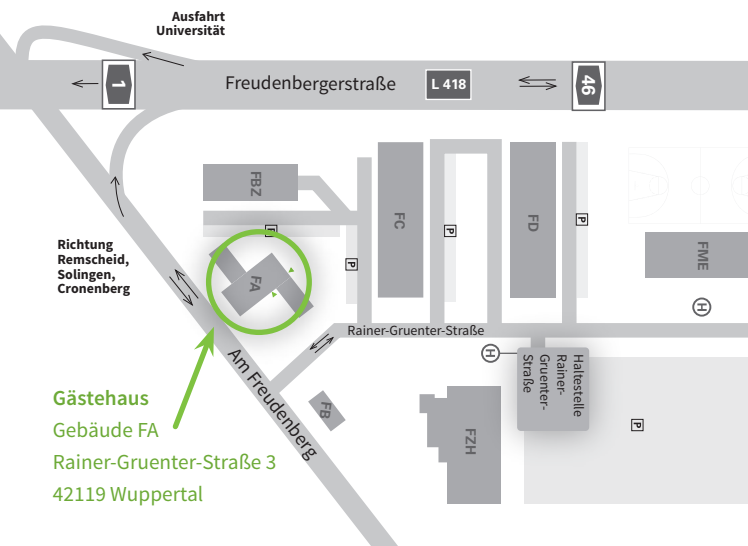 Ausfahrt
Universität
1
Freudenbergerstraße
L 418
46
FBZ
FC
FD
FME
P
P
P
P
FA
H
Richtung
Remscheid,
Solingen,
Cronenberg
Rainer-Gruenter-Straße
H
Haltestelle
Rainer-
Gruenter-
Straße
Am Freudenberg
FB
FZH
P
Gästehaus
Gebäude FA
Rainer-Gruenter-Straße 3
42119 Wuppertal